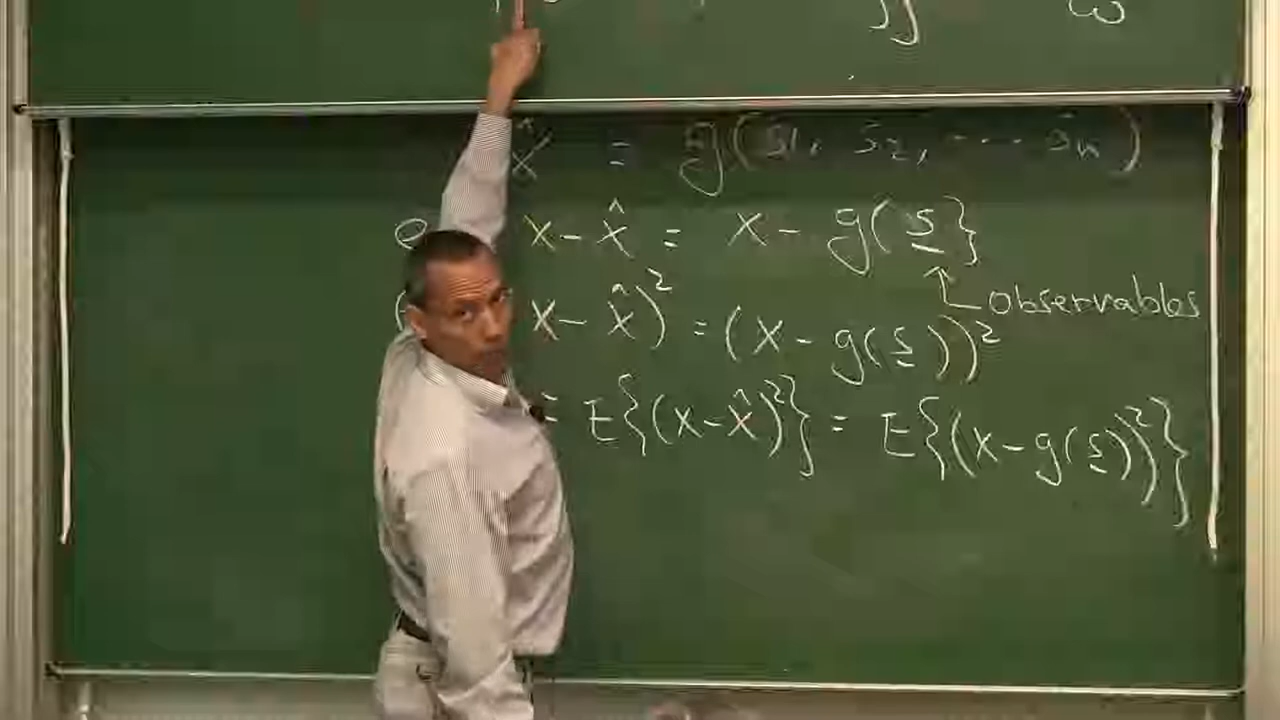 x̂ = g(s1, s2, ... sn)
e x - x̂ = x - g(s}
observables
( x - x̂)² = (x - g(s))²
= E{(x-x̂)²} = E{(x-g(s))²}